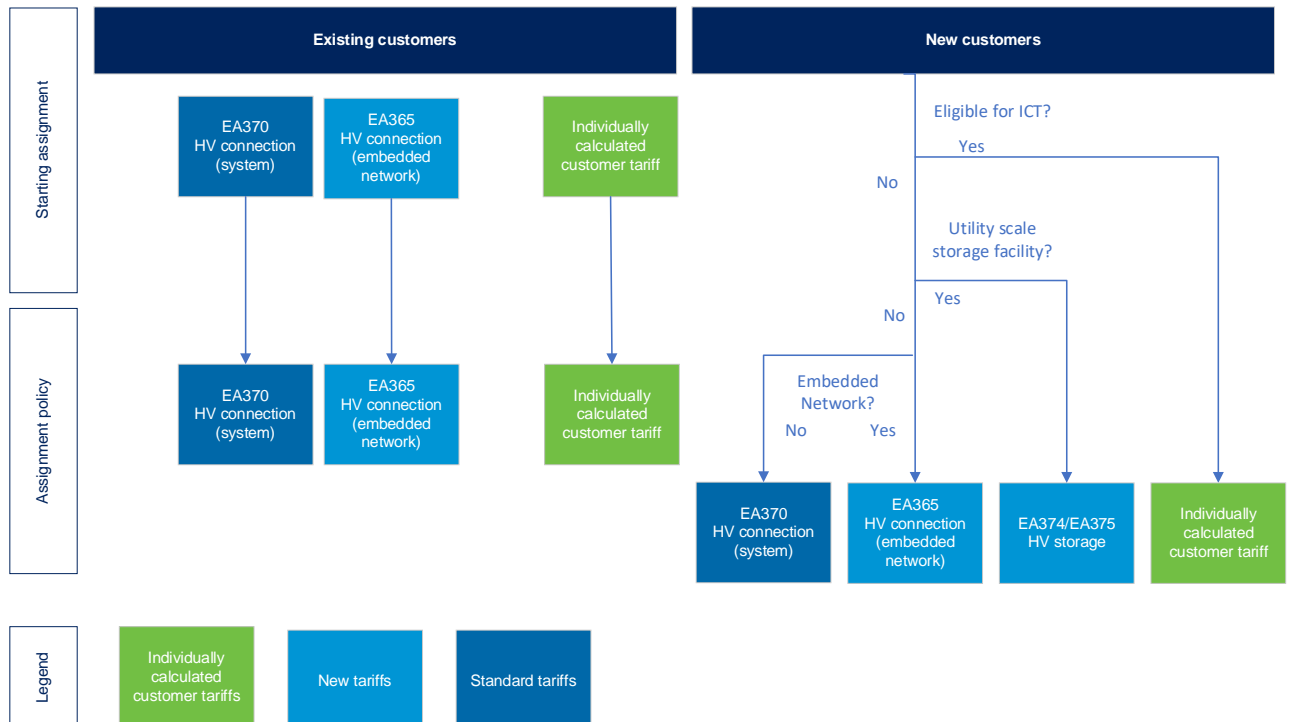 Existing customers
New customers
Starting assignment
EA370
HV connection
(system)
EA365
HV connection
(embedded
network)
Individually
calculated
customer tariff
Eligible for ICT?
Yes
No
Utility scale
storage facility?
Yes
No
Assignment policy
EA370
HV connection
(system)
EA365
HV connection
(embedded
network)
Individually
calculated
customer tariff
Embedded
Network?
No
Yes
EA370
HV connection
(system)
EA365
HV connection
(embedded
network)
EA374/EA375
HV storage
Individually
calculated
customer tariff
Legend
Individually
calculated
customer tariffs
New tariffs
Standard tariffs